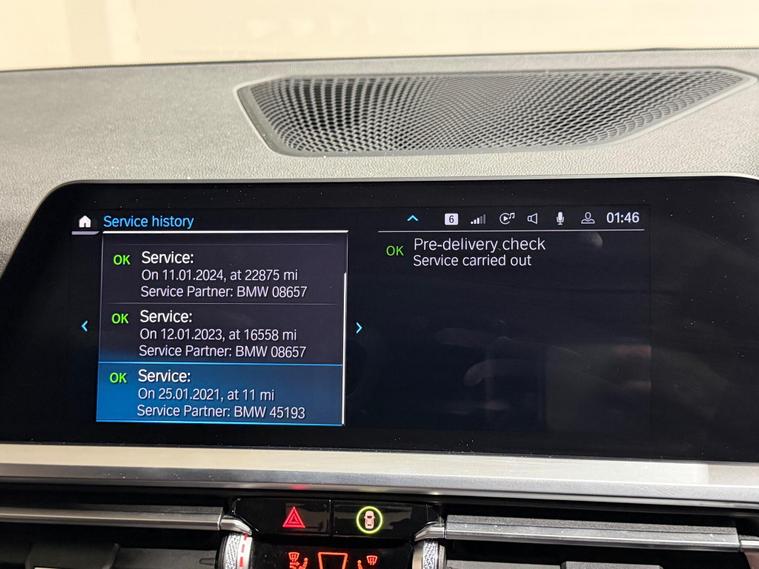 Service history
6
01:46
OK Service:
On 11.01.2024, at 22875 mi
Service Partner: BMW 08657
OK Service:
On 12.01.2023, at 16558 mi
Service Partner: BMW 08657
OK Service:
On 25.01.2021, at 11 mi
Service Partner: BMW 45193
OK Pre-delivery check
Service carried out